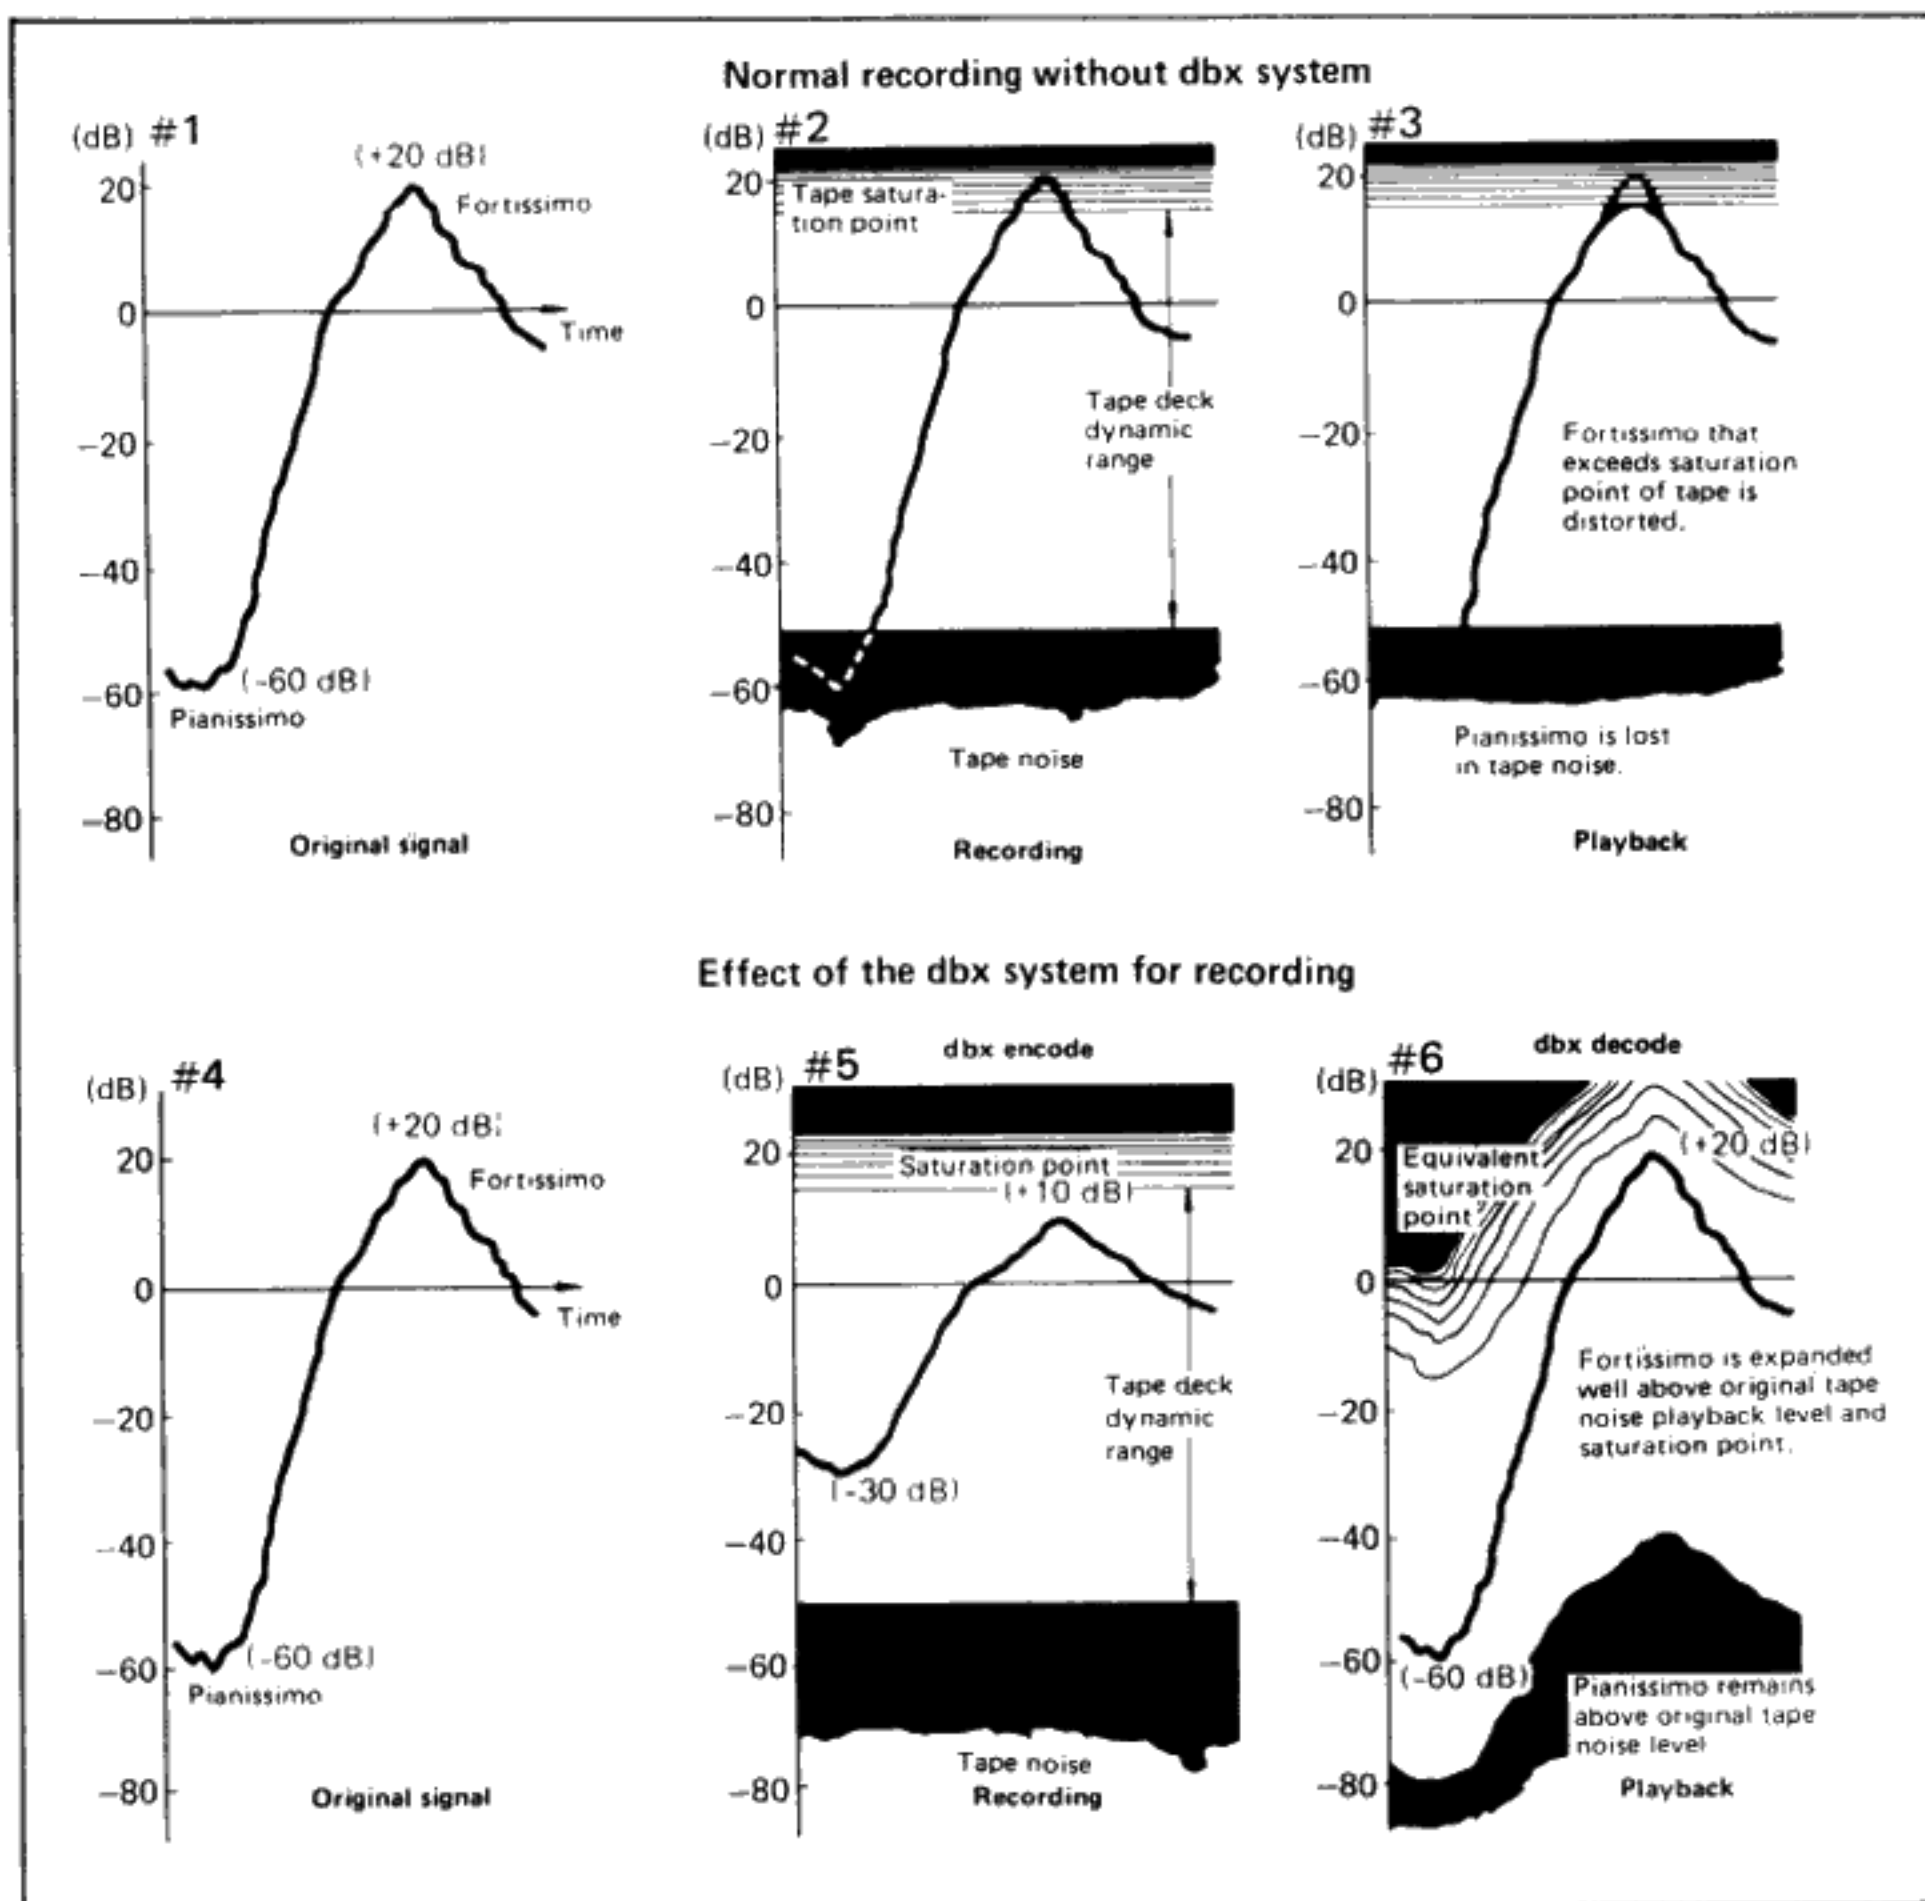 Normal recording without dbx system
(dB) #1
(+20 dB)
20
Fortissimo
0
Time
−20
−40
(-60 dB)
−60
Pianissimo
−80
Original signal
(dB) #2
20
Tape satura-
tion point
0
Tape deck
dynamic
range
−20
−40
−60
Tape noise
−80
Recording
(dB) #3
20
0
−20
Fortissimo that
exceeds saturation
point of tape is
distorted.
−40
−60
Pianissimo is lost
in tape noise.
−80
Playback
Effect of the dbx system for recording
(dB) #4
(+20 dB)
20
Fortissimo
0
Time
−20
−40
(-60 dB)
−60
Pianissimo
−80
Original signal
dbx encode
(dB) #5
20
Saturation point
(+10 dB)
0
Tape deck
dynamic
range
−20
(-30 dB)
−40
−60
Tape noise
−80
Recording
dbx decode
(dB) #6
20
(+20 dB)
Equivalent
saturation
point
0
Fortissimo is expanded
well above original tape
noise playback level and
saturation point.
−20
−40
−60
(-60 dB)
Pianissimo remains
above original tape
noise level
−80
Playback